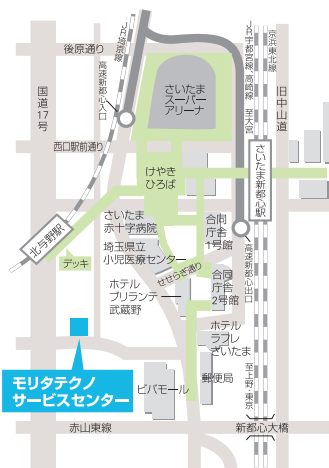 後原通り
JR埼京線
高速新都心入口
JR宇都宮線、高崎線 至大宮
京浜東北線
国道17号
旧中山道
さいたま
スーパー
アリーナ
西口駅前通り
けやき
ひろば
さいたま新都心駅
北与野駅
さいたま
赤十字病院
合同
庁舎
1号館
埼玉県立
小児医療センター
高速新都心出口
デッキ
せせらぎ通り
ホテル
ブリランテ
武蔵野
合同
庁舎
2号館
ホテル
ラフレ
さいたま
至上野・東京
モリタテクノ
サービスセンター
ビバモール
郵便局
赤山東線
新都心大橋